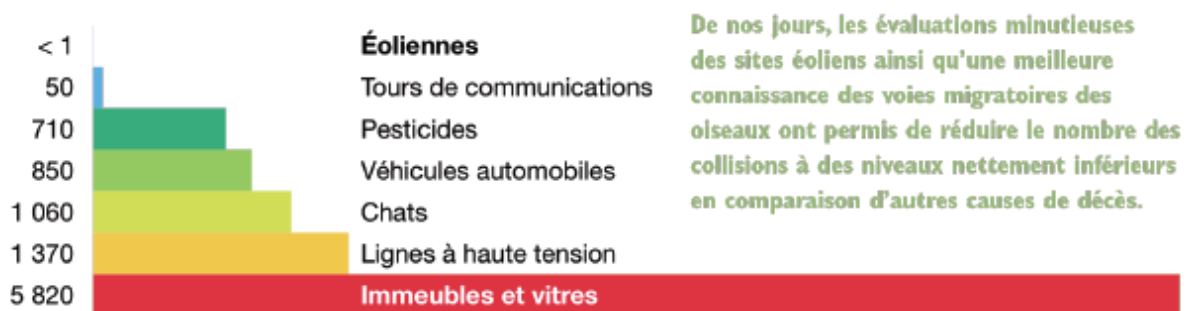 < 1 Éoliennes
50 Tours de communications
710 Pesticides
850 Véhicules automobiles
1 060 Chats
1 370 Lignes à haute tension
5 820 Immeubles et vitres
De nos jours, les évaluations minutieuses
des sites éoliens ainsi qu'une meilleure
connaissance des voies migratoires des
oiseaux ont permis de réduire le nombre des
collisions à des niveaux nettement inférieurs
en comparaison d'autres causes de décès.